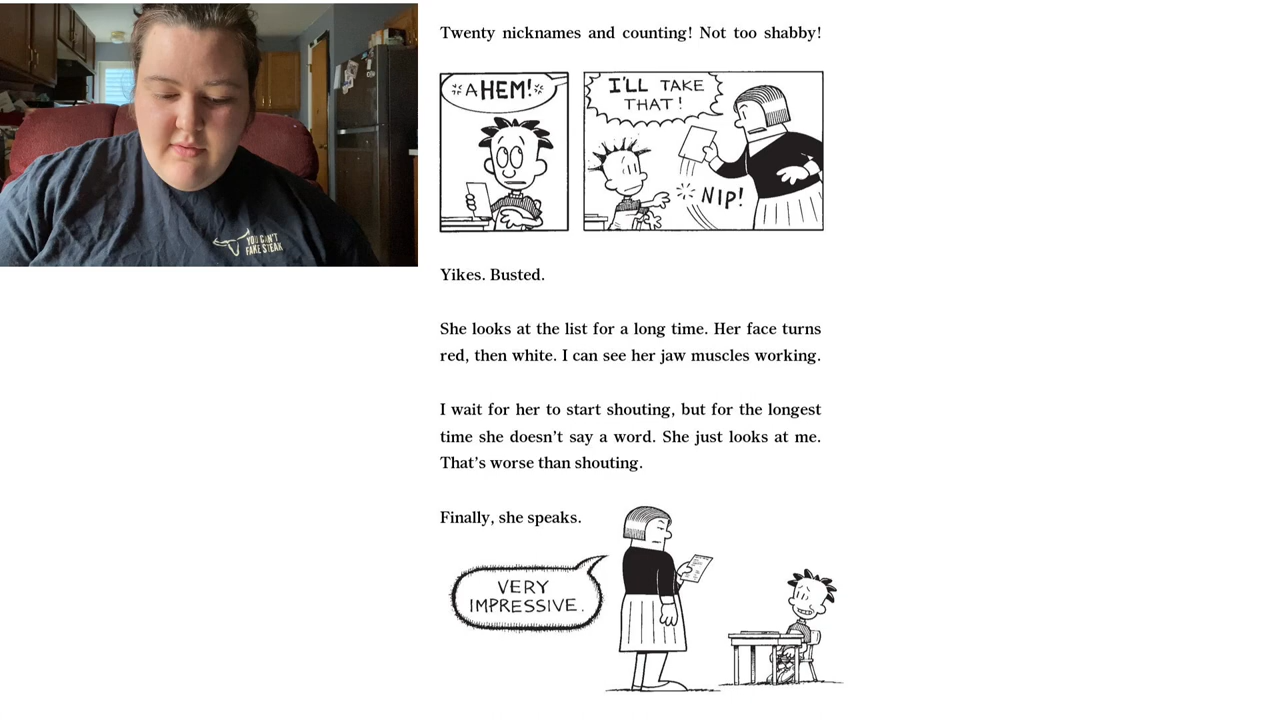 YOU CAN'T
FAKE STEAK
Twenty nicknames and counting! Not too shabby!
AHEM!
I'LL TAKE
THAT!
NIP!
Yikes. Busted.
She looks at the list for a long time. Her face turns
red, then white. I can see her jaw muscles working.
I wait for her to start shouting, but for the longest
time she doesn't say a word. She just looks at me.
That's worse than shouting.
Finally, she speaks.
VERY
IMPRESSIVE.